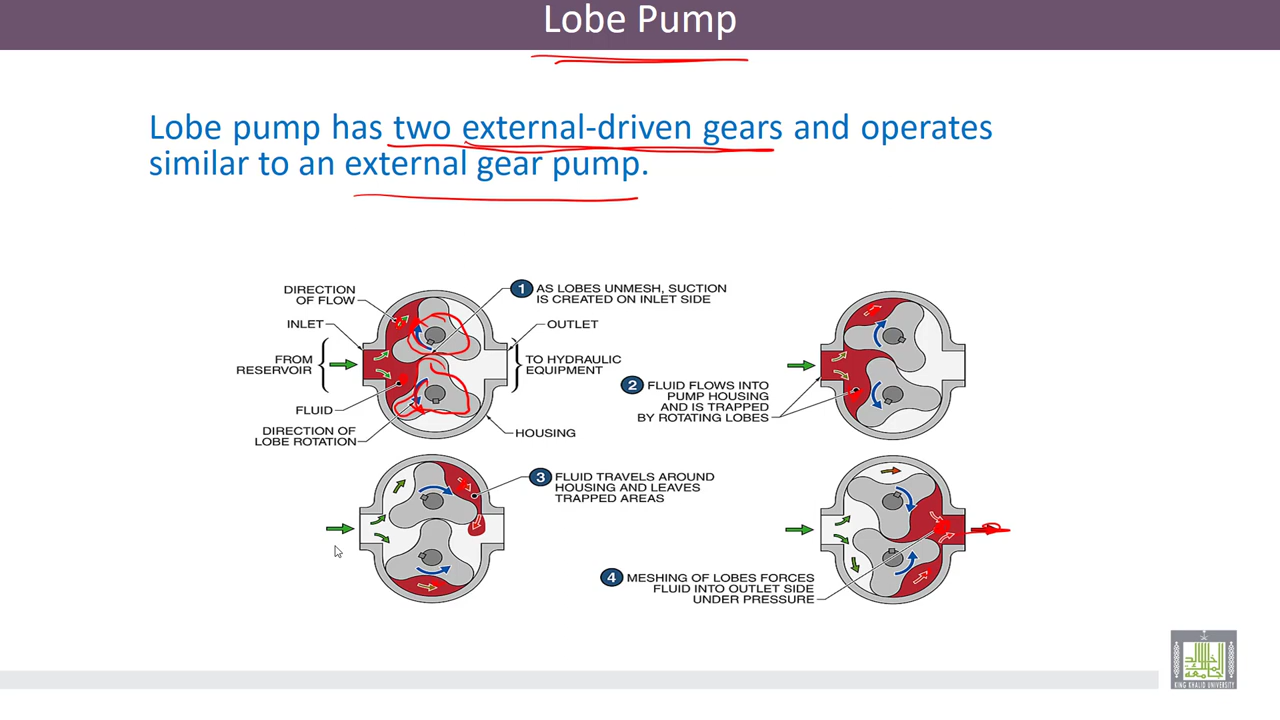 Lobe Pump
Lobe pump has two external-driven gears and operates
similar to an external gear pump.
DIRECTION
OF FLOW
INLET
FROM
RESERVOIR
FLUID
DIRECTION OF
LOBE ROTATION
1 AS LOBES UNMESH, SUCTION
IS CREATED ON INLET SIDE
OUTLET
TO HYDRAULIC
EQUIPMENT
HOUSING
2 FLUID FLOWS INTO
PUMP HOUSING
AND IS TRAPPED
BY ROTATING LOBES
3 FLUID TRAVELS AROUND
HOUSING AND LEAVES
TRAPPED AREAS
4 MESHING OF LOBES FORCES
FLUID INTO OUTLET SIDE
UNDER PRESSURE
KING KHALID UNIVERSITY